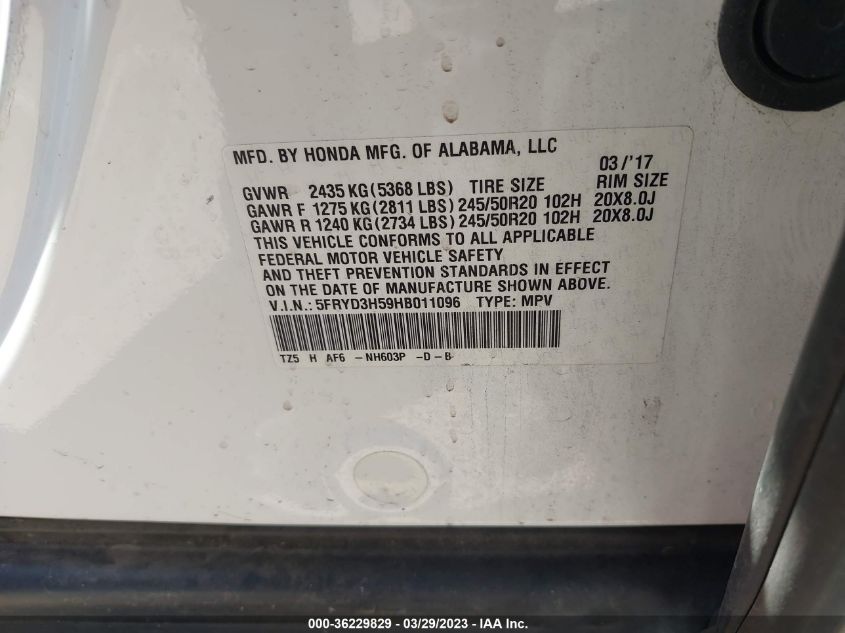 MFD. BY HONDA MFG. OF ALABAMA, LLC 03/'17
GVWR 2435 KG(5368 LBS) TIRE SIZE RIM SIZE
GAWR F 1275 KG(2811 LBS)245/50R20 102H 20X8.0J
GAWR R 1240 KG(2734 LBS)245/50R20 102H 20X8.0J
THIS VEHICLE CONFORMS TO ALL APPLICABLE
FEDERAL MOTOR VEHICLE SAFETY
AND THEFT PREVENTION STANDARDS IN EFFECT
ON THE DATE OF MANUFACTURE SHOWN ABOVE.
V.I.N.: 5FRYD3H59HB011096 TYPE: MPV
TZ5 H AF6 -NH603P -D-B
000-36229829 - 03/29/2023 - IAA Inc.